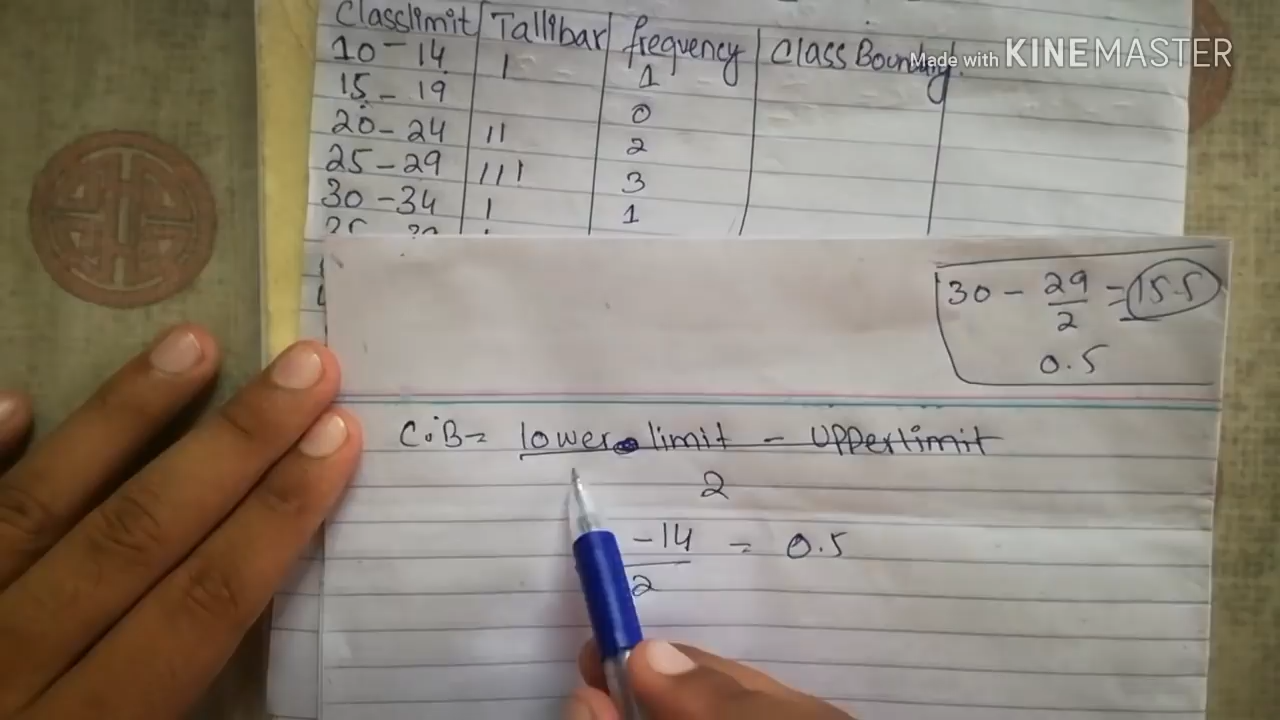 Classlimit Tallibar frequency Class Boundary.
Made with KINEMASTER
10 - 14 | 1
15 - 19 0
20 - 24 || 2
25 - 29 ||| 3
30 - 34 | 1
30 - 29/2 = 15.5
0.5
C.B = lower limit - Upperlimit
2
- 14 = 0.5
2